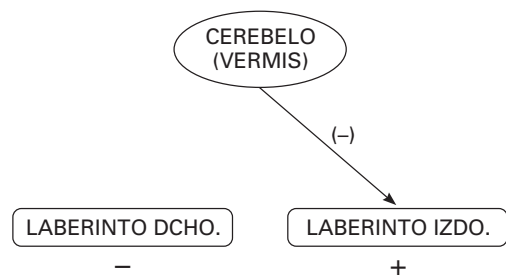 CEREBELO
(VERMIS)
(–)
LABERINTO DCHO.
LABERINTO IZDO.
–
+